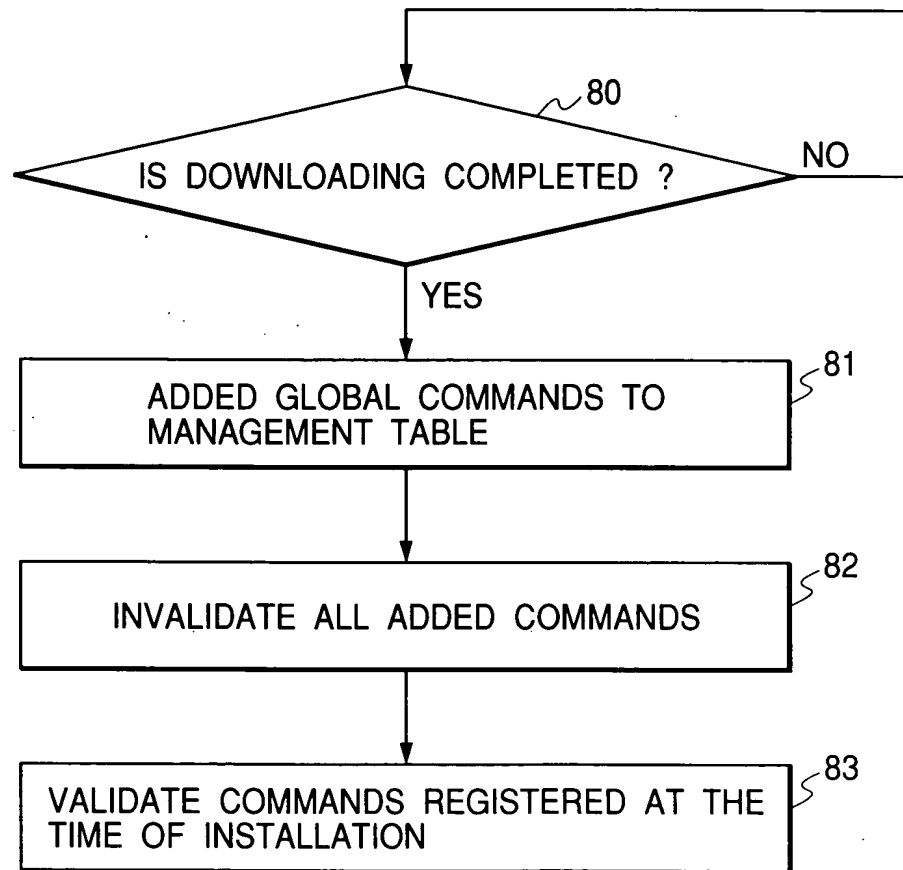 80
IS DOWNLOADING COMPLETED ?
NO
YES
81
ADDED GLOBAL COMMANDS TO
MANAGEMENT TABLE
82
INVALIDATE ALL ADDED COMMANDS
83
VALIDATE COMMANDS REGISTERED AT THE
TIME OF INSTALLATION